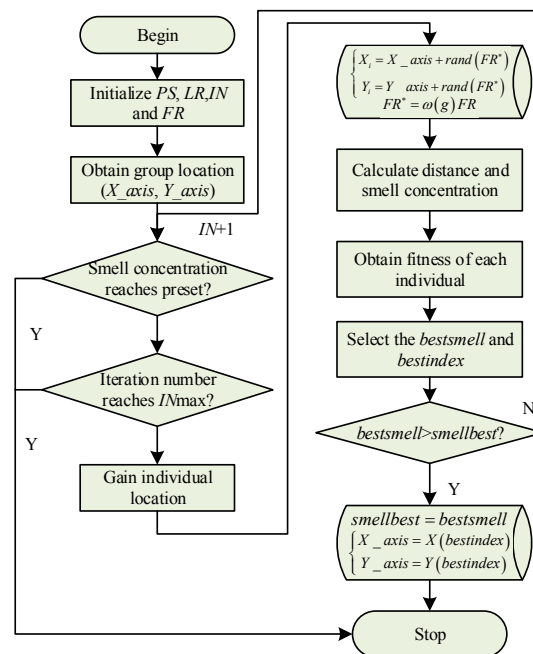 Begin
Initialize PS, LR,IN
and FR
Obtain group location
(X_axis, Y_axis)
IN+1
Smell concentration
reaches preset?
Y
Iteration number
reaches INmax?
Y
Gain individual
location
X_i = X_axis + rand(FR*)
Y_i = Y_axis + rand(FR*)
FR* = ω(g)FR
Calculate distance and
smell concentration
Obtain fitness of each
individual
Select the bestsmell and
bestindex
N
bestsmell>smellbest?
Y
smellbest = bestsmell
X_axis = X(bestindex)
Y_axis = Y(bestindex)
Stop